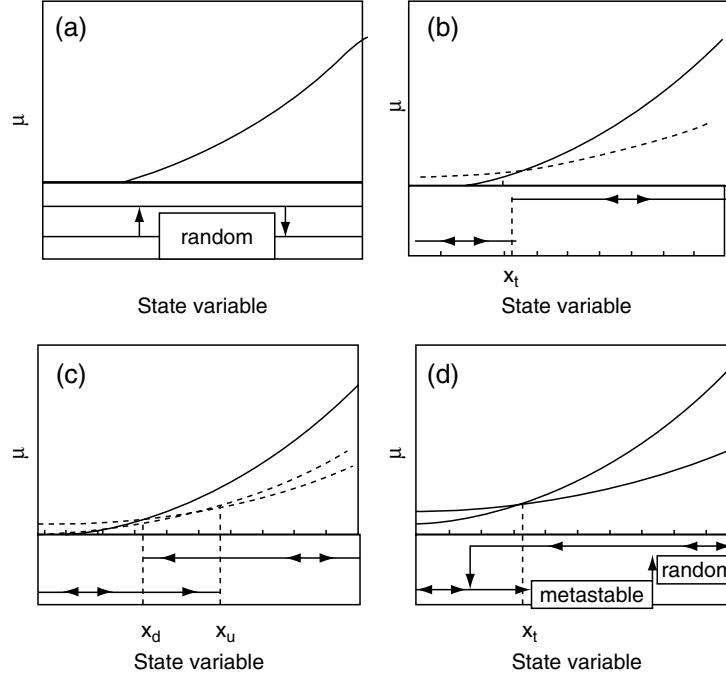 (a)
μ
random
State variable
(b)
μ
x_t
State variable
(c)
μ
x_d x_u
State variable
(d)
μ
random
metastable
x_t
State variable